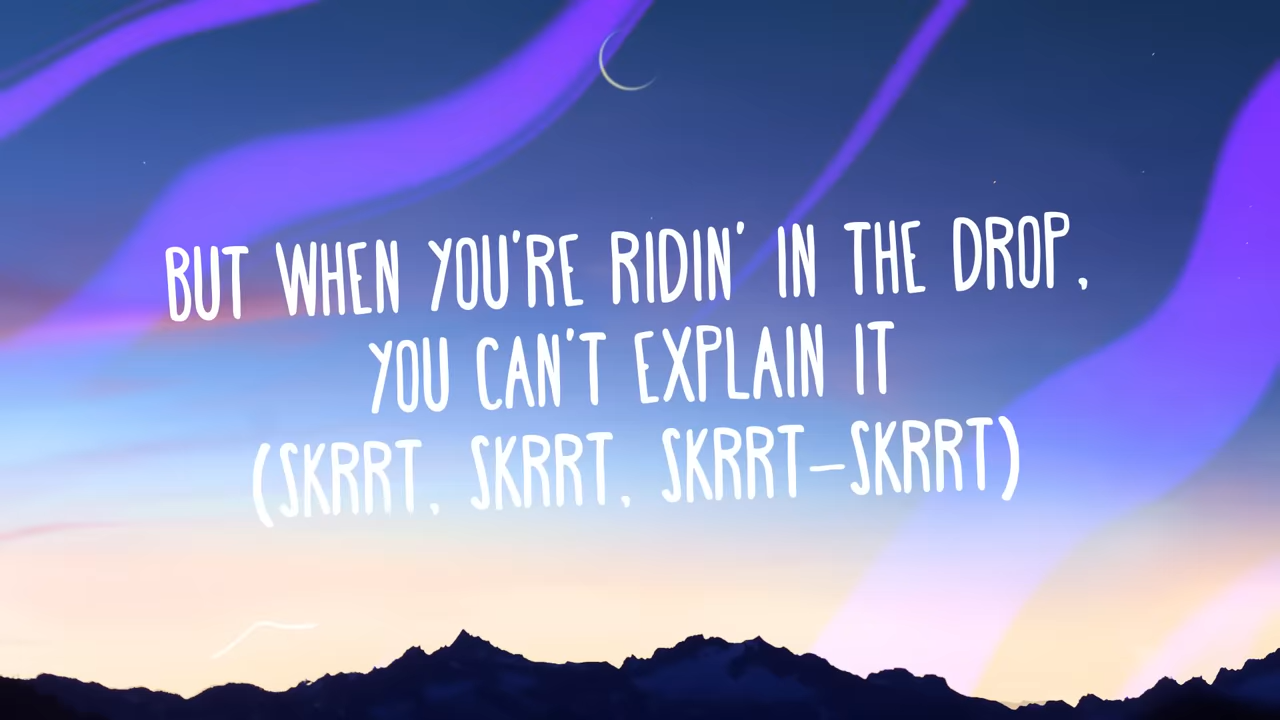 BUT WHEN YOU'RE RIDIN' IN THE DROP,
YOU CAN'T EXPLAIN IT
(SKRRT, SKRRT, SKRRT-SKRRT)